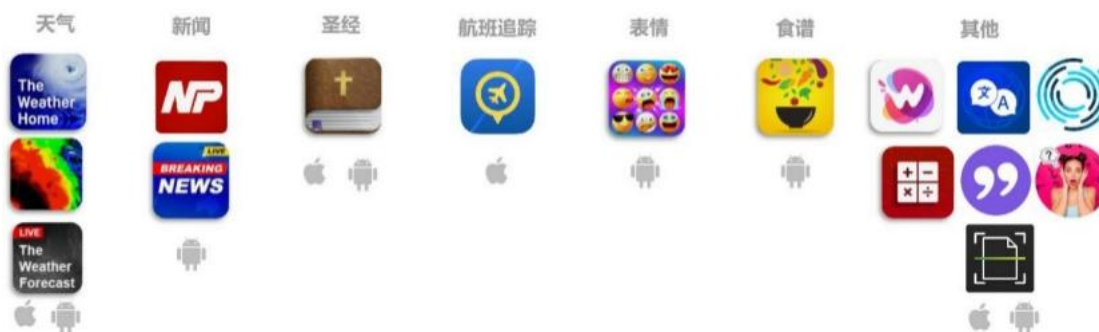 天气
新闻
圣经
航班追踪
表情
食谱
其他
The
Weather
Home
NP
W
文 A
LIVE
BREAKING
NEWS
+ −
× ÷
?
LIVE
The
Weather
Forecast